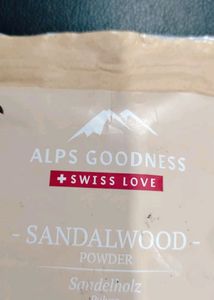 ALPS GOODNESS
SWISS LOVE
- SANDALWOOD -
POWDER
Sandelholz